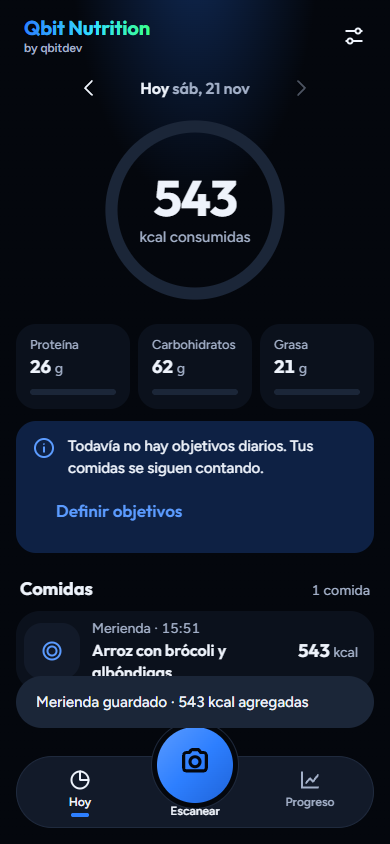 Qbit Nutrition
by qbitdev
Hoy sáb, 21 nov
543
kcal consumidas
Proteína
26 g
Carbohidratos
62 g
Grasa
21 g
Todavía no hay objetivos diarios. Tus
comidas se siguen contando.
Definir objetivos
Comidas
1 comida
Merienda · 15:51
Arroz con brócoli y
albóndigas
543 kcal
Merienda guardado · 543 kcal agregadas
Hoy
Escanear
Progreso